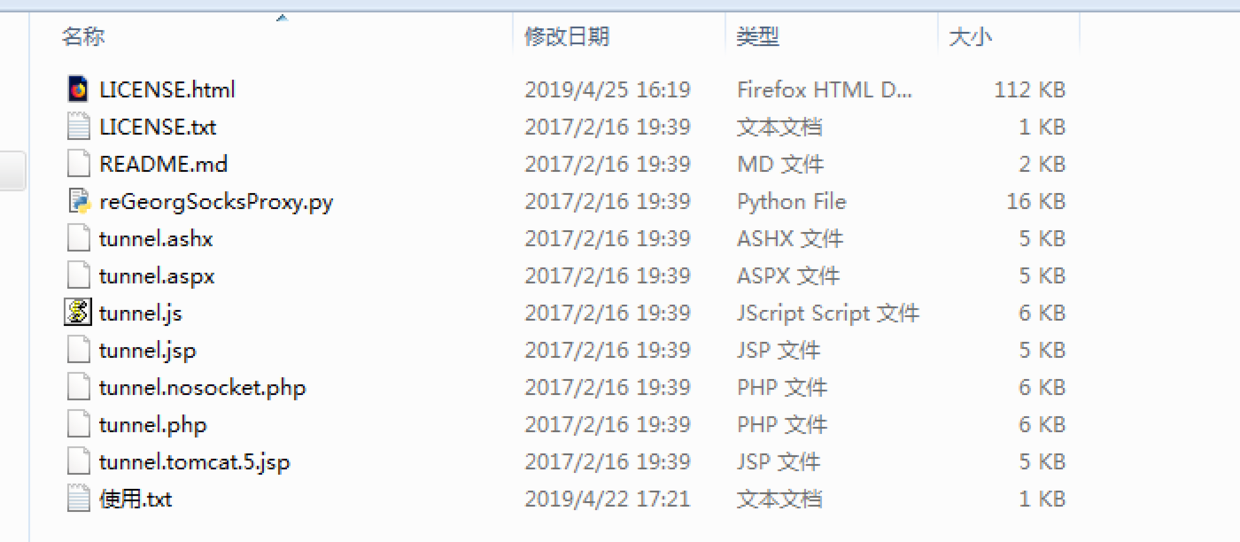 名称 修改日期 类型 大小
LICENSE.html 2019/4/25 16:19 Firefox HTML D... 112 KB
LICENSE.txt 2017/2/16 19:39 文本文档 1 KB
README.md 2017/2/16 19:39 MD 文件 2 KB
reGeorgSocksProxy.py 2017/2/16 19:39 Python File 16 KB
tunnel.ashx 2017/2/16 19:39 ASHX 文件 5 KB
tunnel.aspx 2017/2/16 19:39 ASPX 文件 5 KB
tunnel.js 2017/2/16 19:39 JScript Script 文件 6 KB
tunnel.jsp 2017/2/16 19:39 JSP 文件 5 KB
tunnel.nosocket.php 2017/2/16 19:39 PHP 文件 6 KB
tunnel.php 2017/2/16 19:39 PHP 文件 6 KB
tunnel.tomcat.5.jsp 2017/2/16 19:39 JSP 文件 5 KB
使用.txt 2019/4/22 17:21 文本文档 1 KB